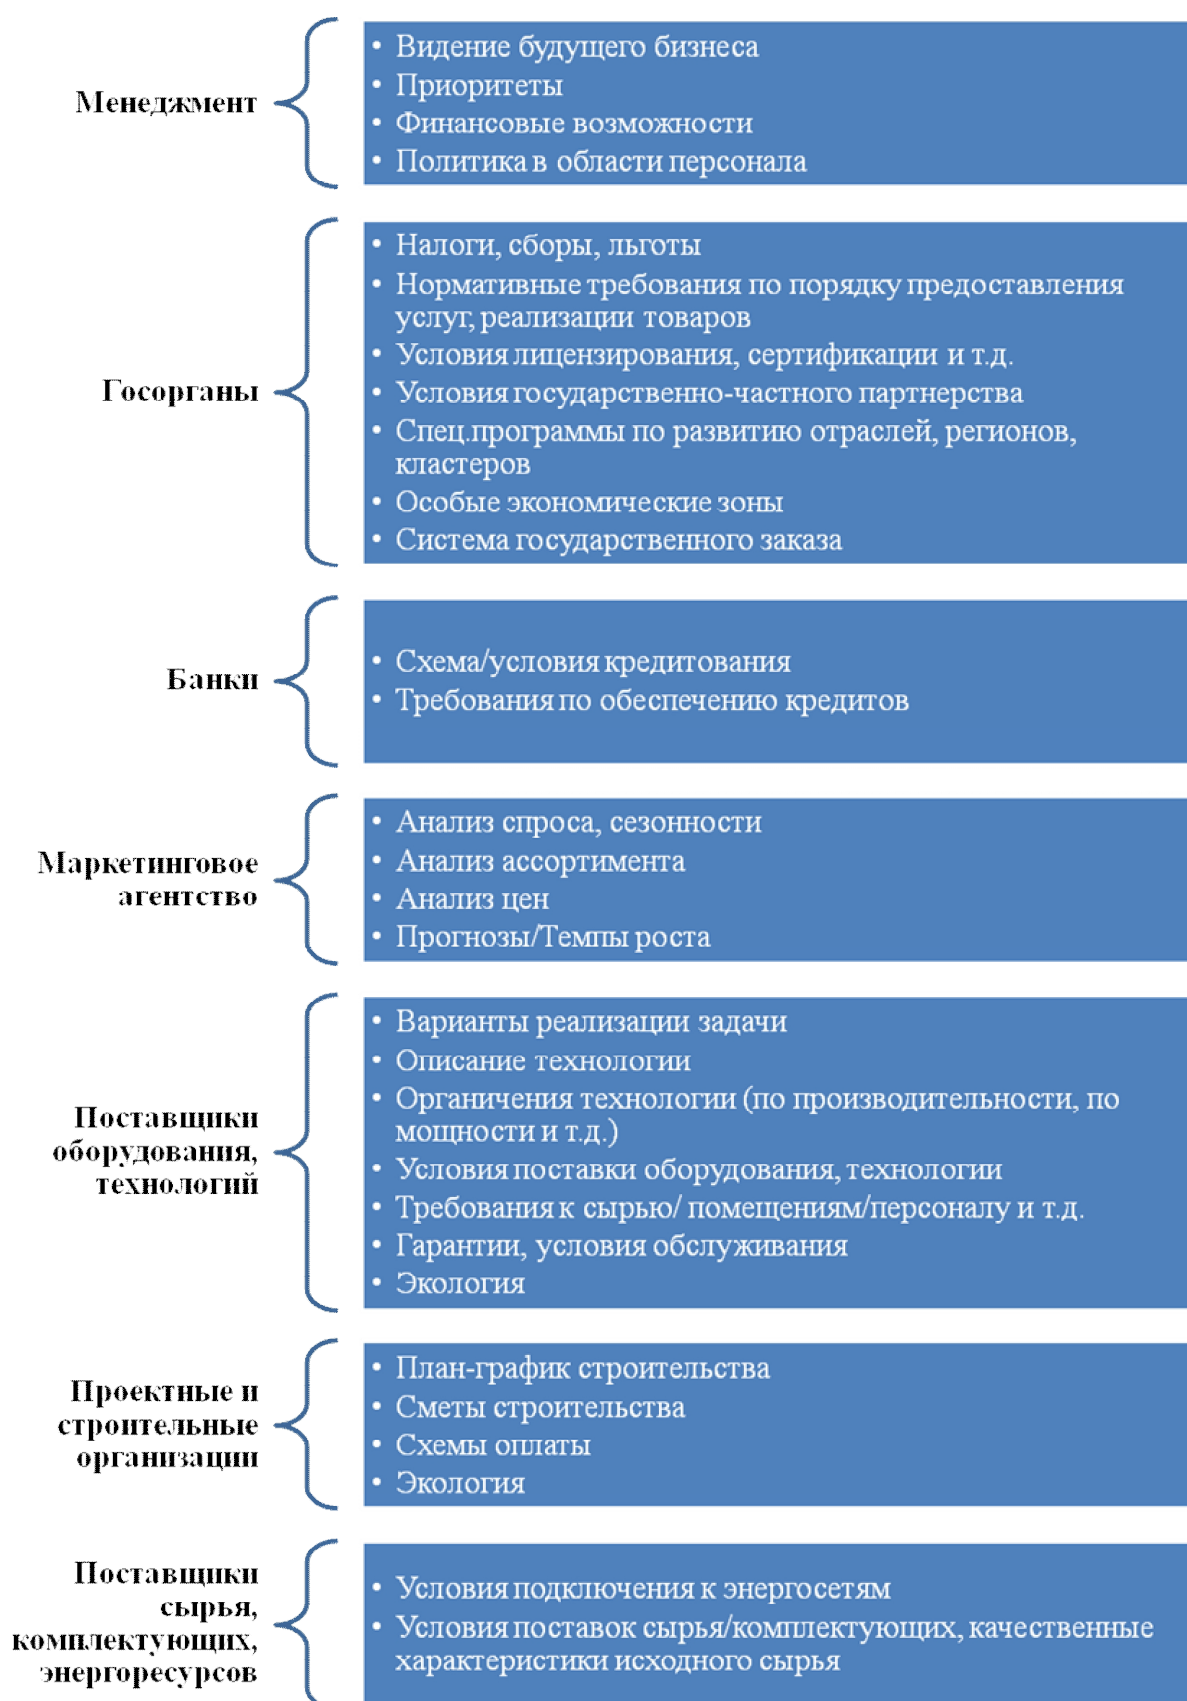 Менеджмент
• Видение будущего бизнеса
• Приоритеты
• Финансовые возможности
• Политика в области персонала
Госорганы
• Налоги, сборы, льготы
• Нормативные требования по порядку предоставления
услуг, реализации товаров
• Условия лицензирования, сертификации и т.д.
• Условия государственно-частного партнерства
• Спец.программы по развитию отраслей, регионов,
кластеров
• Особые экономические зоны
• Система государственного заказа
Банки
• Схема/условия кредитования
• Требования по обеспечению кредитов
Маркетинговое
агентство
• Анализ спроса, сезонности
• Анализ ассортимента
• Анализ цен
• Прогнозы/Темпы роста
Поставщики
оборудования,
технологий
• Варианты реализации задачи
• Описание технологии
• Органичения технологии (по производительности, по
мощности и т.д.)
• Условия поставки оборудования, технологии
• Требования к сырью/ помещениям/персоналу и т.д.
• Гарантии, условия обслуживания
• Экология
Проектные и
строительные
организации
• План-график строительства
• Сметы строительства
• Схемы оплаты
• Экология
Поставщики
сырья,
комплектующих,
энергоресурсов
• Условия подключения к энергосетям
• Условия поставок сырья/комплектующих, качественные
характеристики исходного сырья